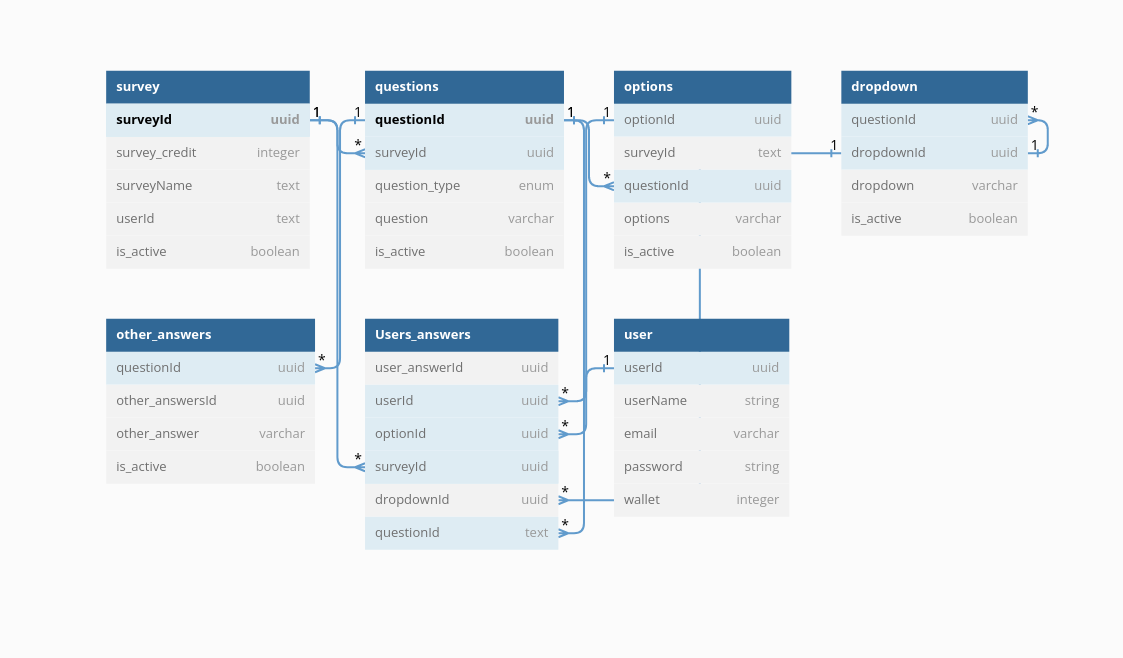 survey
surveyId uuid
survey_credit integer
surveyName text
userId text
is_active boolean
1
questions
questionId uuid
surveyId uuid
question_type enum
question varchar
is_active boolean
1
*
1
options
optionId uuid
surveyId text
questionId uuid
options varchar
is_active boolean
1
*
dropdown
questionId uuid
dropdownId uuid
dropdown varchar
is_active boolean
1
*
1
other_answers
questionId uuid
other_answersId uuid
other_answer varchar
is_active boolean
*
Users_answers
user_answerId uuid
userId uuid
optionId uuid
surveyId uuid
dropdownId uuid
questionId text
*
*
*
*
*
user
userId uuid
userName string
email varchar
password string
wallet integer
1